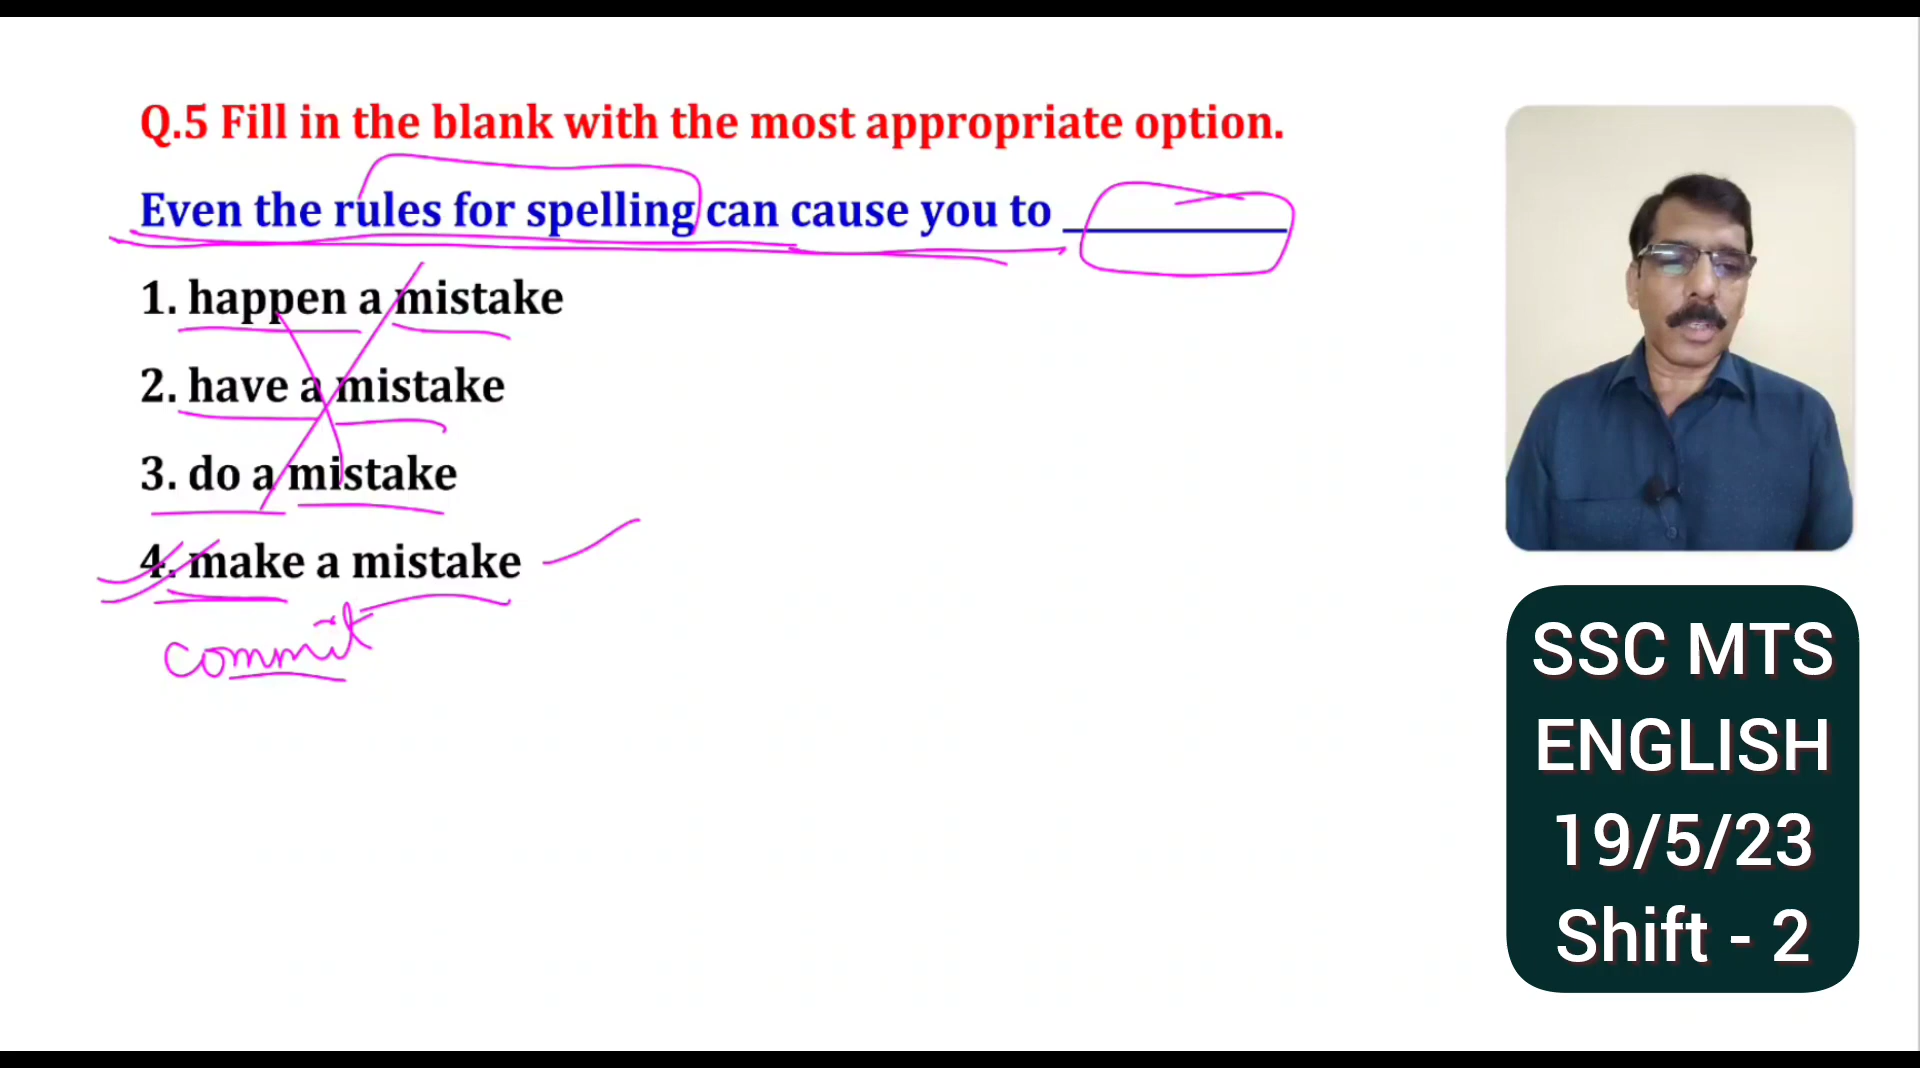 Q.5 Fill in the blank with the most appropriate option.
Even the rules for spelling can cause you to __________
1. happen a mistake
2. have a mistake
3. do a mistake
4. make a mistake
commit
SSC MTS
ENGLISH
19/5/23
Shift - 2